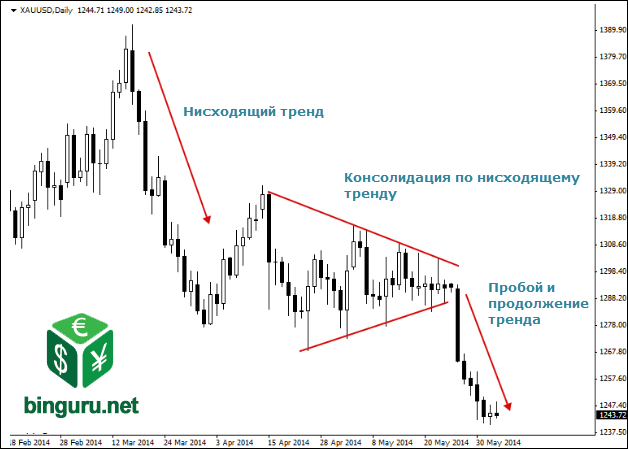 XAUUSD,Daily 1244.71 1249.00 1242.85 1243.72
1389.90
1379.70
1369.50
1359.60
1349.40
1339.20
1329.00
1318.80
1308.60
1298.40
1288.20
1278.00
1267.80
1257.60
1247.40
1243.72
1237.50
Нисходящий тренд
Консолидация по нисходящему
тренду
Пробой и
продолжение
тренда
€
$
¥
binguru.net
18 Feb 2014
28 Feb 2014
12 Mar 2014
24 Mar 2014
3 Apr 2014
15 Apr 2014
28 Apr 2014
8 May 2014
20 May 2014
30 May 2014